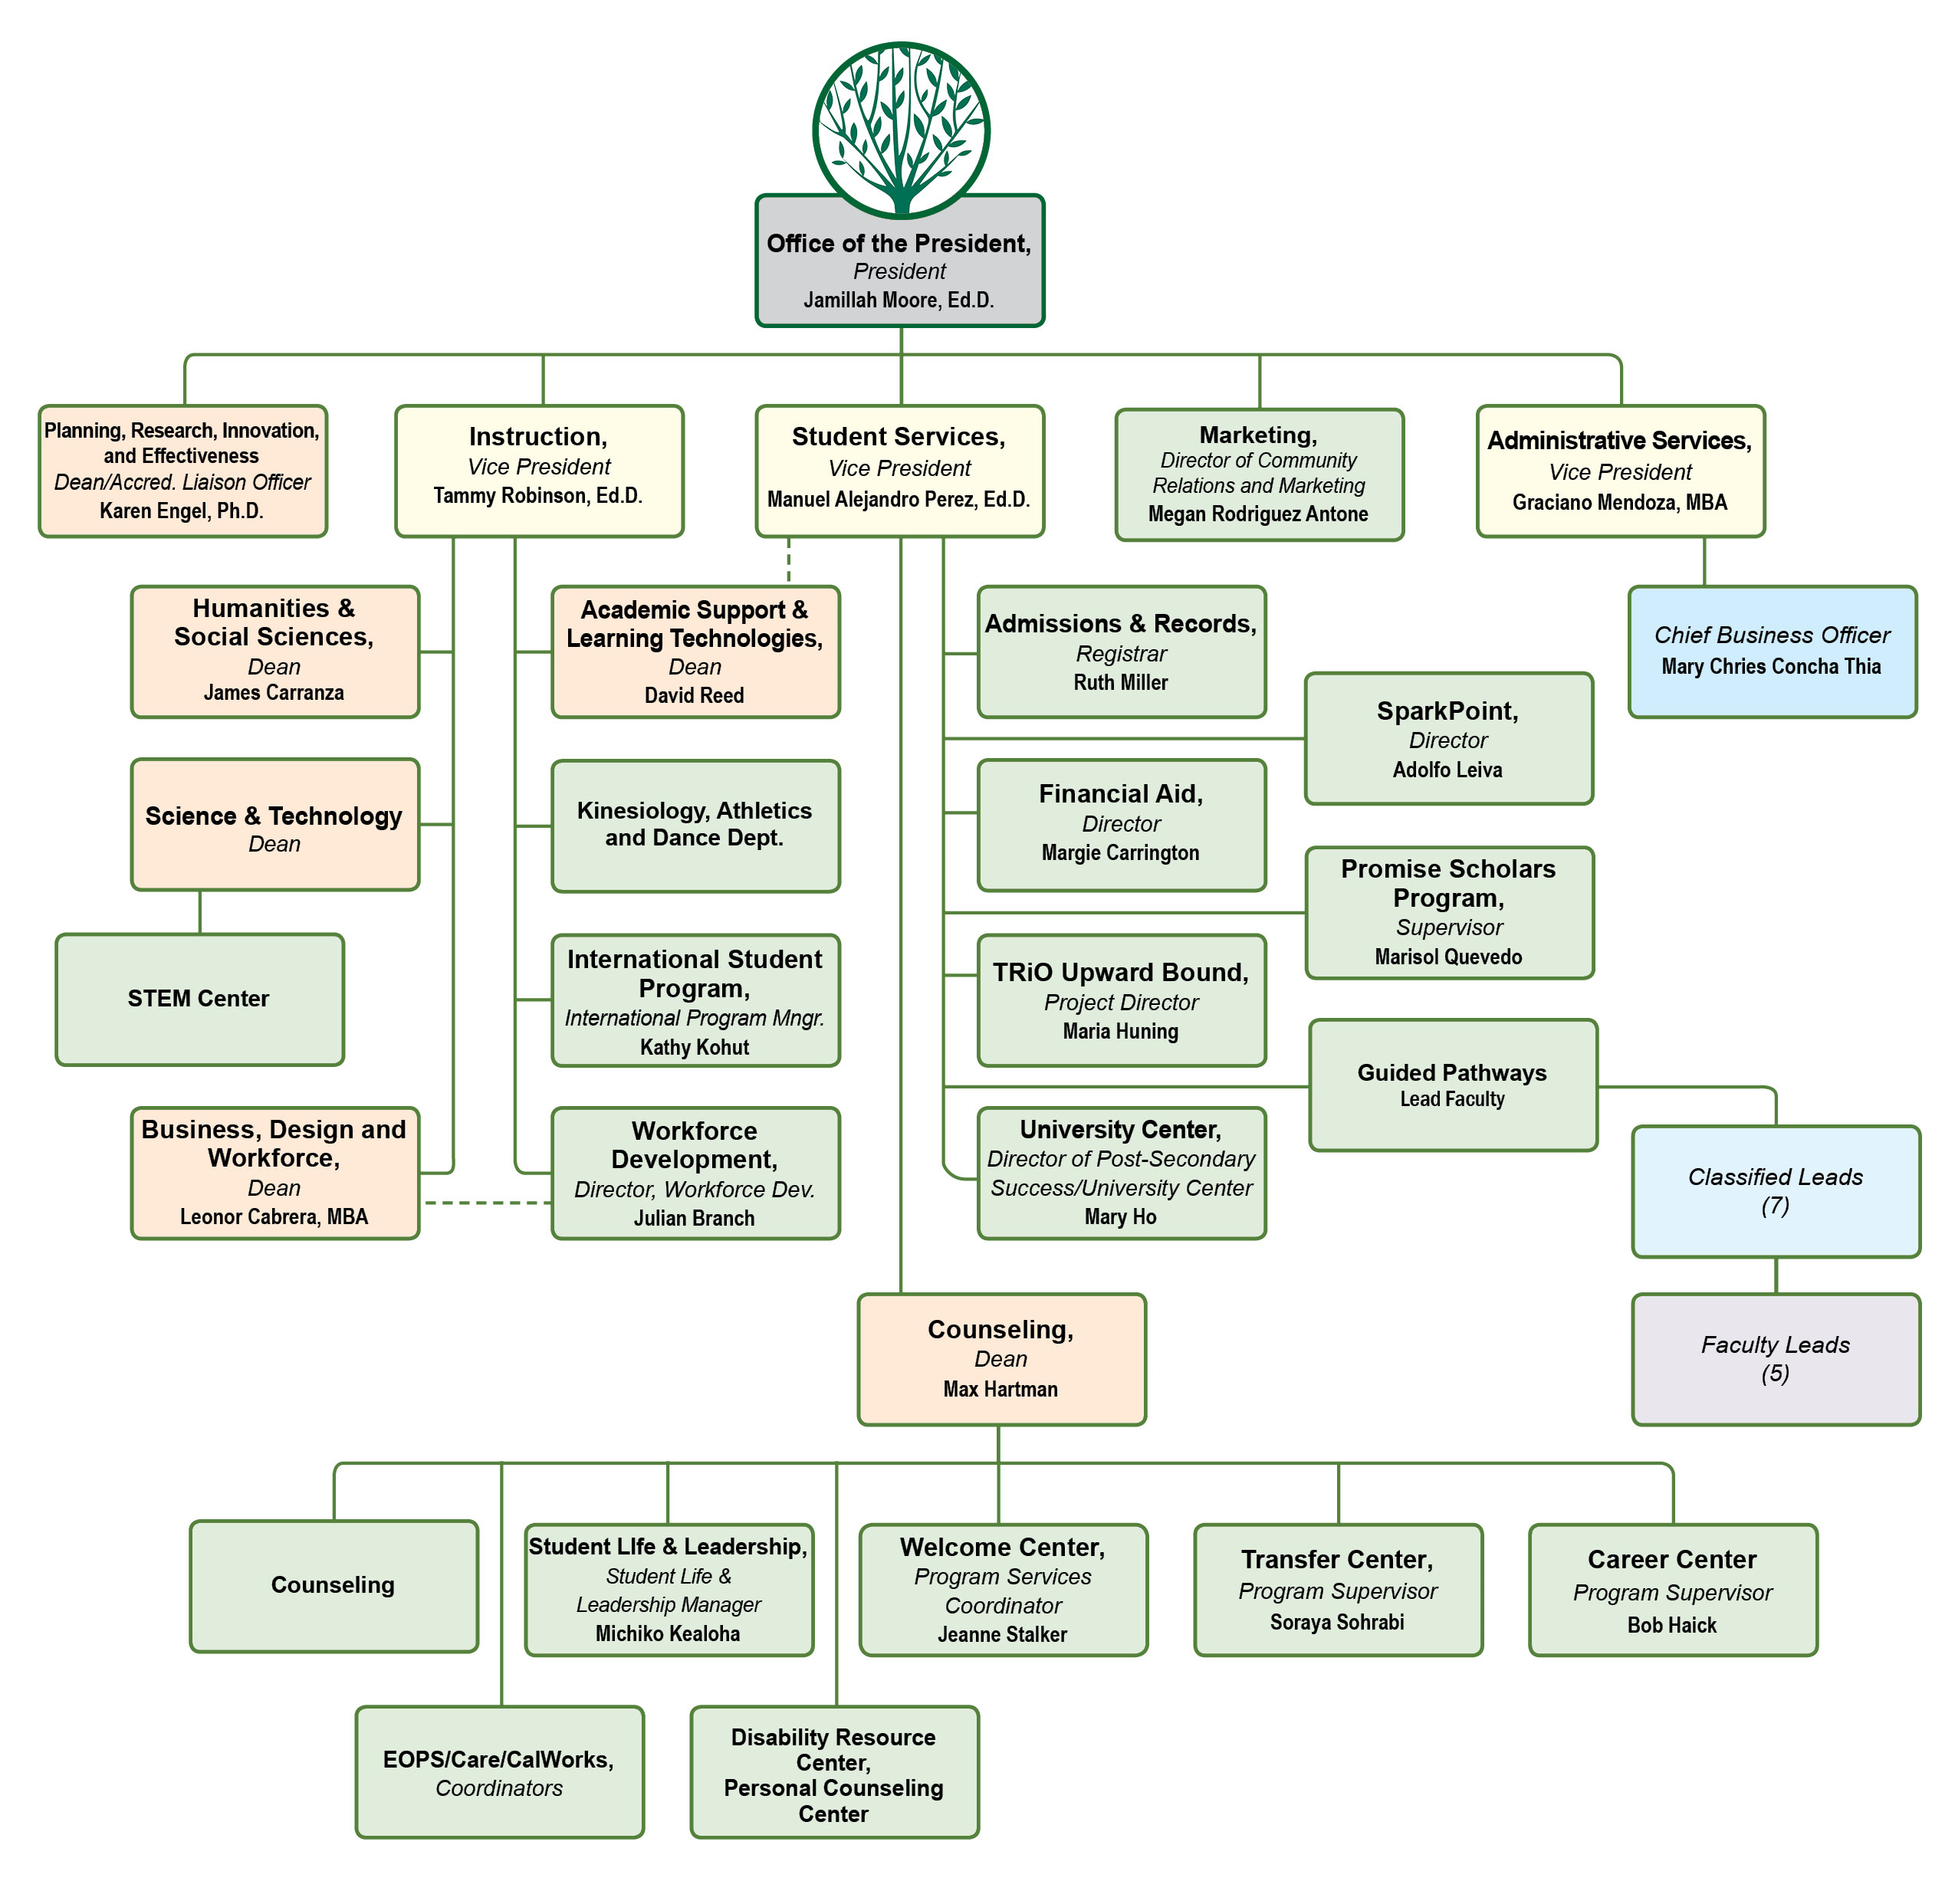 Office of the President,
President
Jamillah Moore, Ed.D.
Planning, Research, Innovation,
and Effectiveness
Dean/Accred. Liaison Officer
Karen Engel, Ph.D.
Instruction,
Vice President
Tammy Robinson, Ed.D.
Student Services,
Vice President
Manuel Alejandro Perez, Ed.D.
Marketing,
Director of Community
Relations and Marketing
Megan Rodriguez Antone
Administrative Services,
Vice President
Graciano Mendoza, MBA
Humanities &
Social Sciences,
Dean
James Carranza
Academic Support &
Learning Technologies,
Dean
David Reed
Admissions & Records,
Registrar
Ruth Miller
Chief Business Officer
Mary Chries Concha Thia
SparkPoint,
Director
Adolfo Leiva
Science & Technology
Dean
Kinesiology, Athletics
and Dance Dept.
Financial Aid,
Director
Margie Carrington
Promise Scholars
Program,
Supervisor
Marisol Quevedo
STEM Center
International Student
Program,
International Program Mngr.
Kathy Kohut
TRiO Upward Bound,
Project Director
Maria Huning
Guided Pathways
Lead Faculty
Business, Design and
Workforce,
Dean
Leonor Cabrera, MBA
Workforce
Development,
Director, Workforce Dev.
Julian Branch
University Center,
Director of Post-Secondary
Success/University Center
Mary Ho
Classified Leads
(7)
Counseling,
Dean
Max Hartman
Faculty Leads
(5)
Counseling
Student LIfe & Leadership,
Student Life &
Leadership Manager
Michiko Kealoha
Welcome Center,
Program Services
Coordinator
Jeanne Stalker
Transfer Center,
Program Supervisor
Soraya Sohrabi
Career Center
Program Supervisor
Bob Haick
EOPS/Care/CalWorks,
Coordinators
Disability Resource
Center,
Personal Counseling
Center